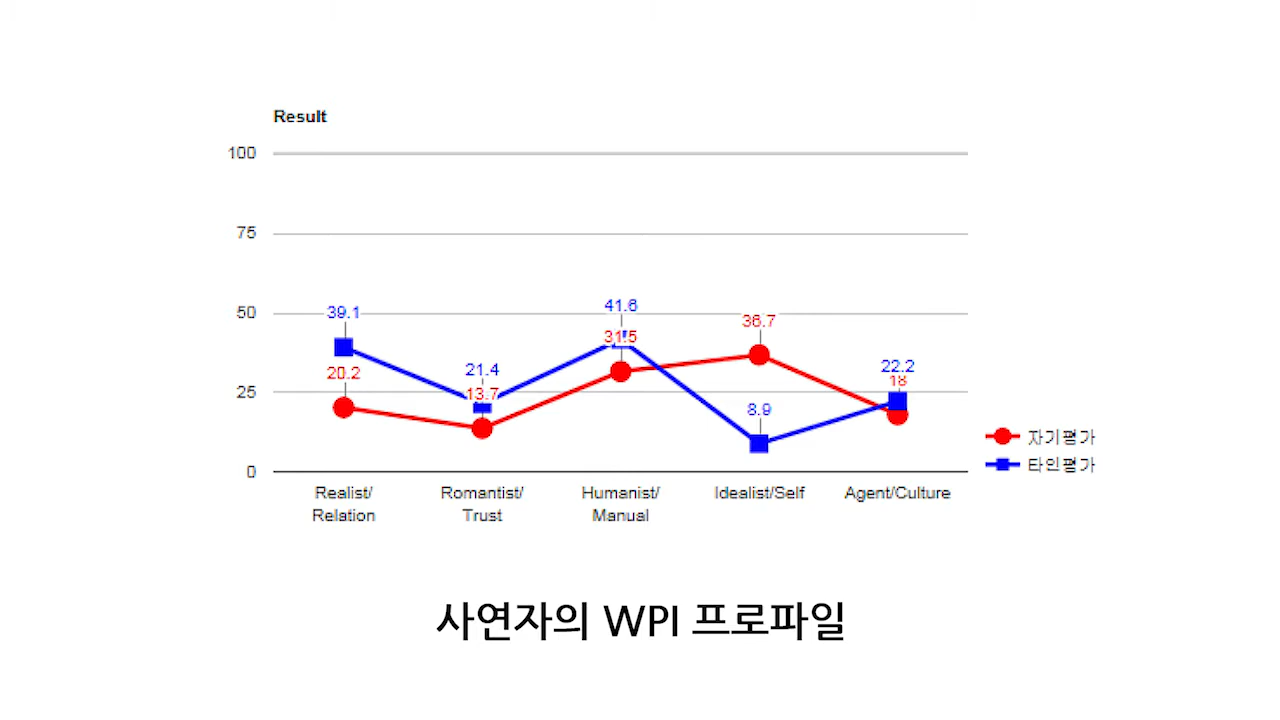 Result
100
75
50
25
0
39.1
21.4
41.6
8.9
22.2
20.2
13.7
31.5
36.7
18
Realist/
Relation
Romantist/
Trust
Humanist/
Manual
Idealist/Self
Agent/Culture
자기평가
타인평가
사연자의 WPI 프로파일